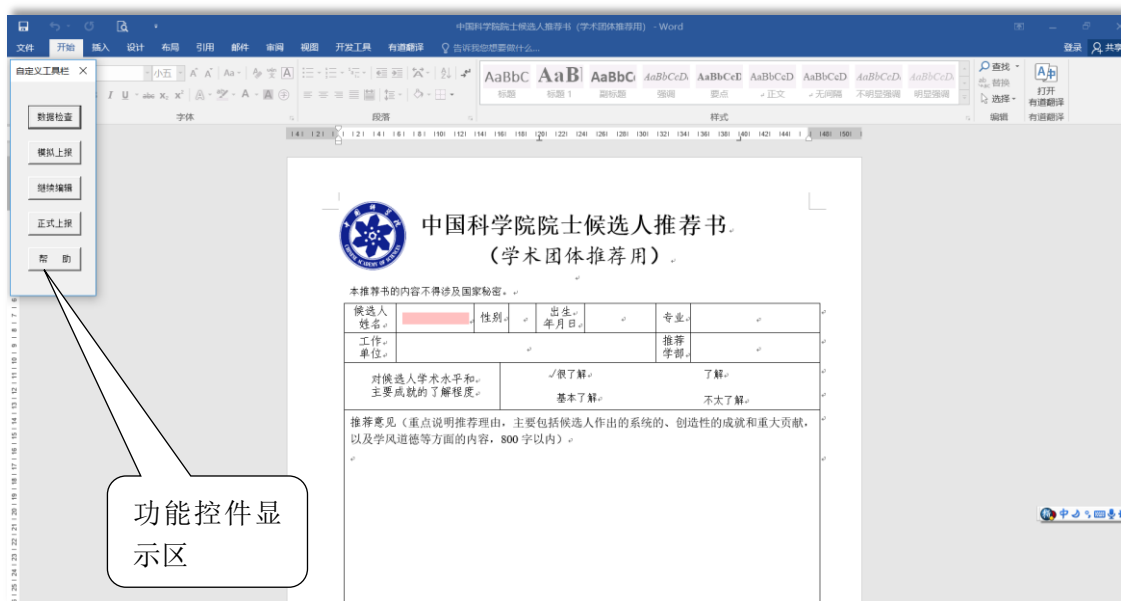 中国科学院院士候选人推荐书（学术团体推荐用） - Word
文件 开始 插入 设计 布局 引用 邮件 审阅 视图 开发工具 有道翻译 告诉我您想要做什么... 登录 共享
自定义工具栏
数据检查
模拟上报
继续编辑
正式上报
帮 助
小五
AaBbC AaB AaBbC AaBbCcDı AaBbCcD AaBbCcD AaBbCcD AaBbCcDı AaBbCcDı
标题 标题 1 副标题 强调 要点 正文 无间隔 不明显强调 明显强调
查找
替换
选择
打开
有道翻译
字体 段落 样式 编辑 有道翻译
中国科学院院士候选人推荐书
（学术团体推荐用）
本推荐书的内容不得涉及国家秘密。
候选人
姓名
性别
出生
年月日
专业
工作
单位
推荐
学部
对候选人学术水平和
主要成就的了解程度
√很了解 了解
基本了解 不太了解
推荐意见（重点说明推荐理由，主要包括候选人作出的系统的、创造性的成就和重大贡献，
以及学风道德等方面的内容，800 字以内）
功能控件显
示区
中